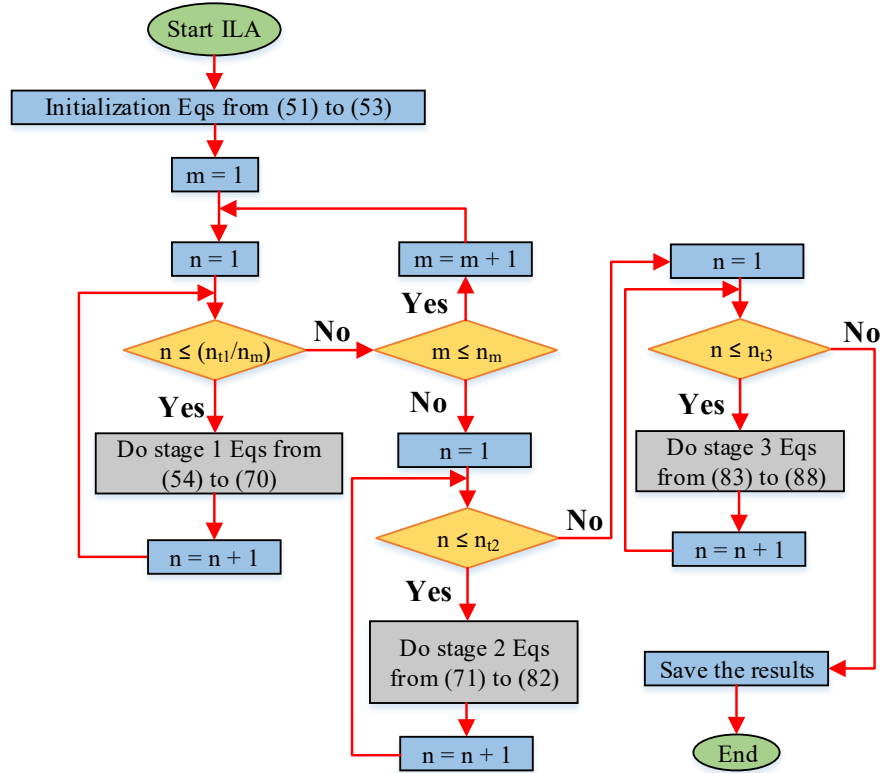 Start ILA
Initialization Eqs from (51) to (53)
m = 1
n = 1
n ≤ (nt1/nm)
No
Yes
Do stage 1 Eqs from
(54) to (70)
n = n + 1
m = m + 1
Yes
m ≤ nm
No
n = 1
n ≤ nt2
No
Yes
Do stage 2 Eqs
from (71) to (82)
n = n + 1
n = 1
n ≤ nt3
No
Yes
Do stage 3 Eqs
from (83) to (88)
n = n + 1
Save the results
End